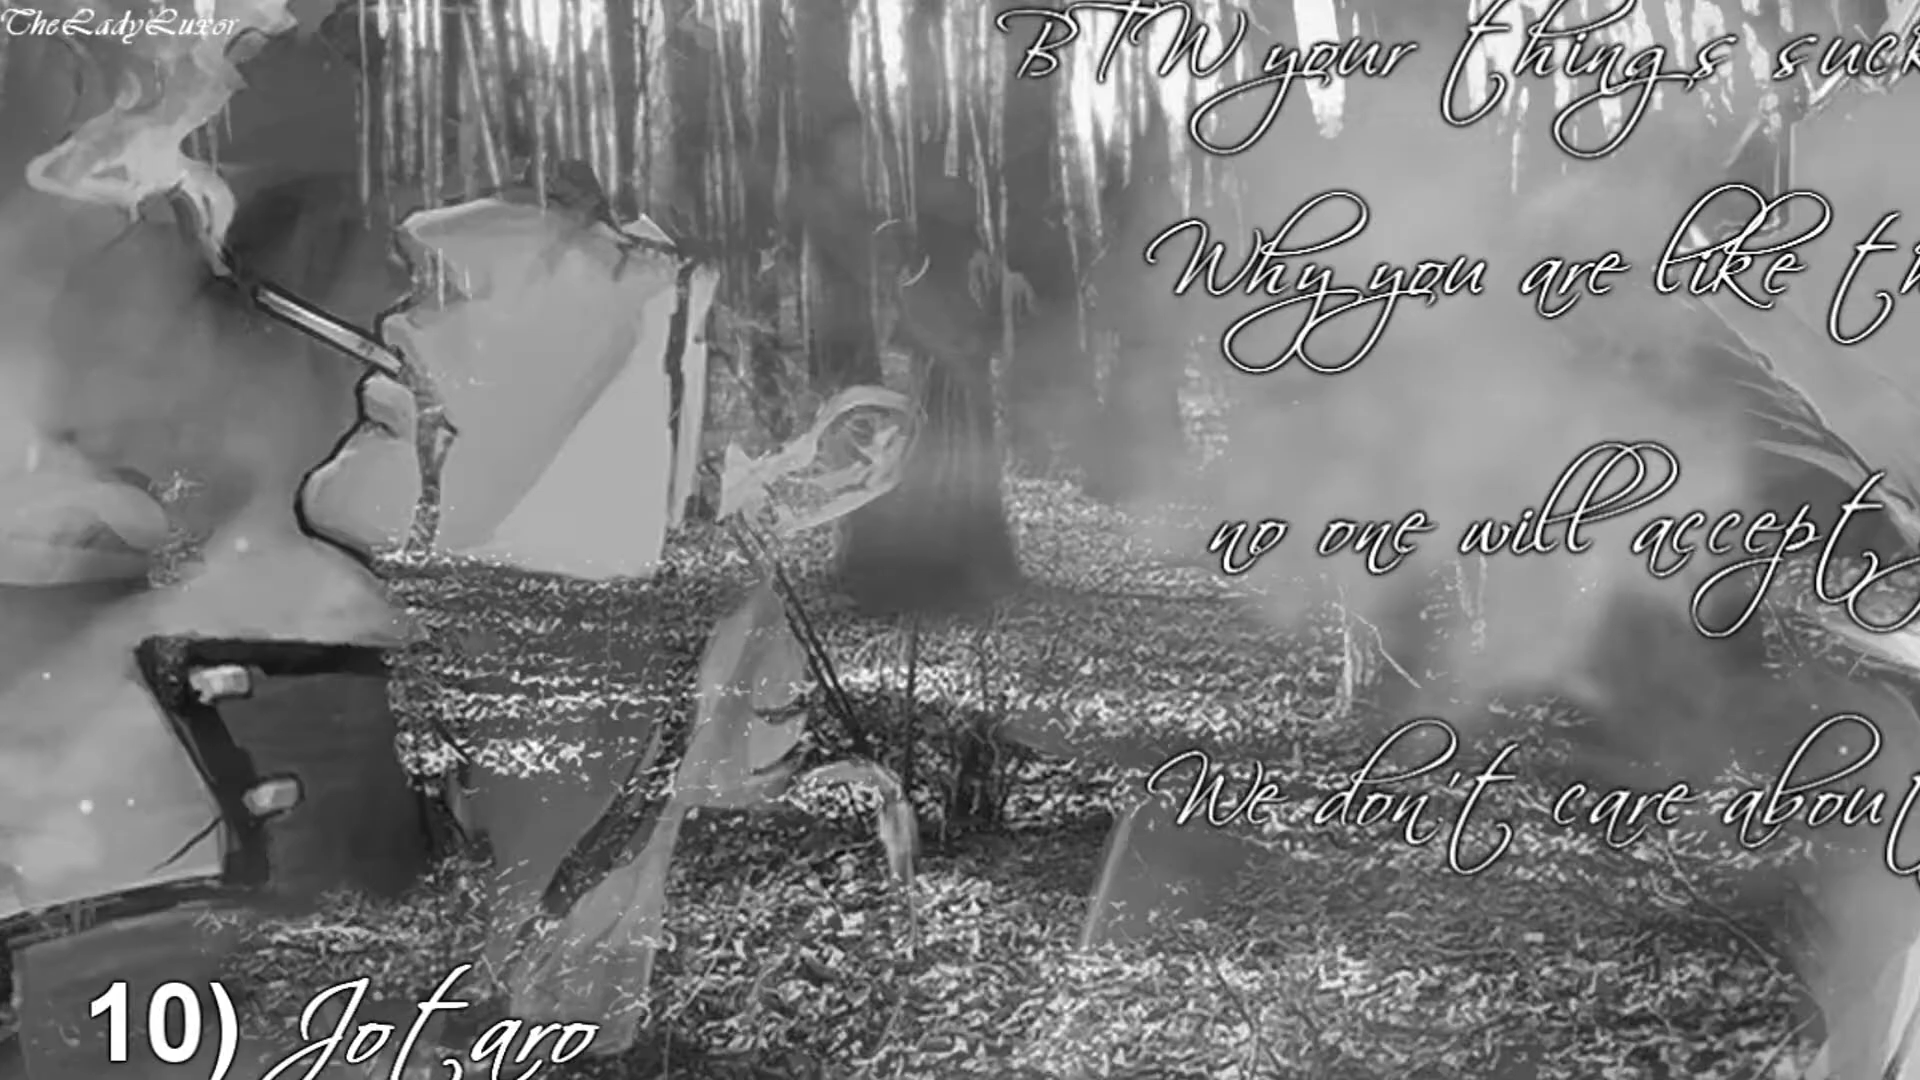 TheLadyLuxor
BTW your things suck
Why you are like
no one will accept
We don't care about
10) Jotaro